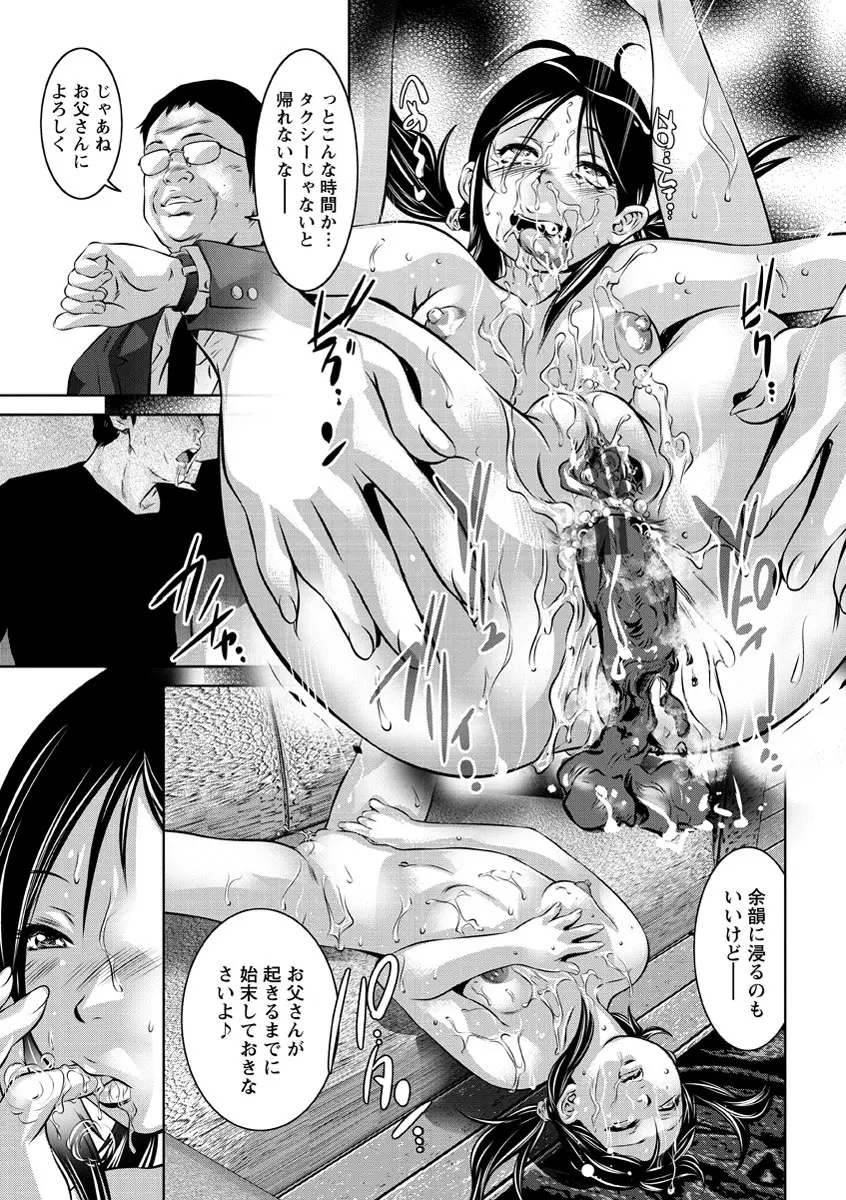 っとこんな時間か…
タクシーじゃないと
帰れないな——
じゃあね
お父さんに
よろしく
余韻に浸るのも
いいけど——
お父さんが
起きるまでに
始末しておきな
さいよ♪